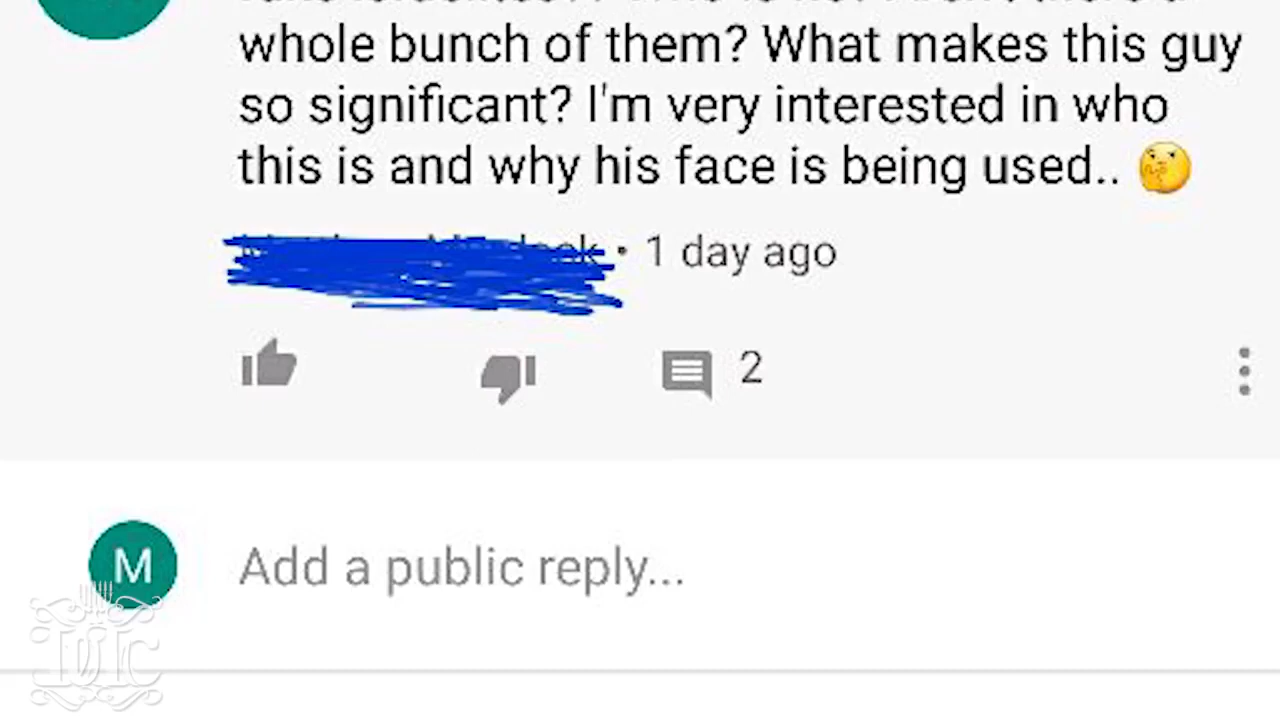 whole bunch of them? What makes this guy
so significant? I'm very interested in who
this is and why his face is being used..
• 1 day ago
2
M
Add a public reply...